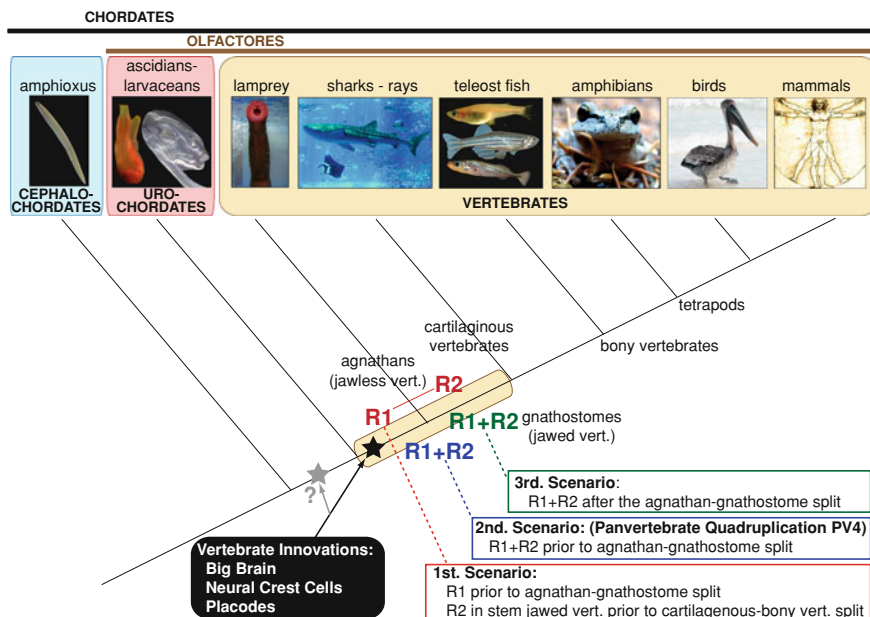 CHORDATES
OLFACTORES
amphioxus
ascidians-
larvaceans
lamprey
sharks - rays
teleost fish
amphibians
birds
mammals
CEPHALO-
CHORDATES
URO-
CHORDATES
VERTEBRATES
tetrapods
bony vertebrates
cartilaginous
vertebrates
agnathans
(jawless vert.)
R2
R1
R1+R2
gnathostomes
(jawed vert.)
R1+R2
?
3rd. Scenario:
R1+R2 after the agnathan-gnathostome split
2nd. Scenario: (Panvertebrate Quadruplication PV4)
R1+R2 prior to agnathan-gnathostome split
1st. Scenario:
R1 prior to agnathan-gnathostome split
R2 in stem jawed vert. prior to cartilagenous-bony vert. split
Vertebrate Innovations:
Big Brain
Neural Crest Cells
Placodes